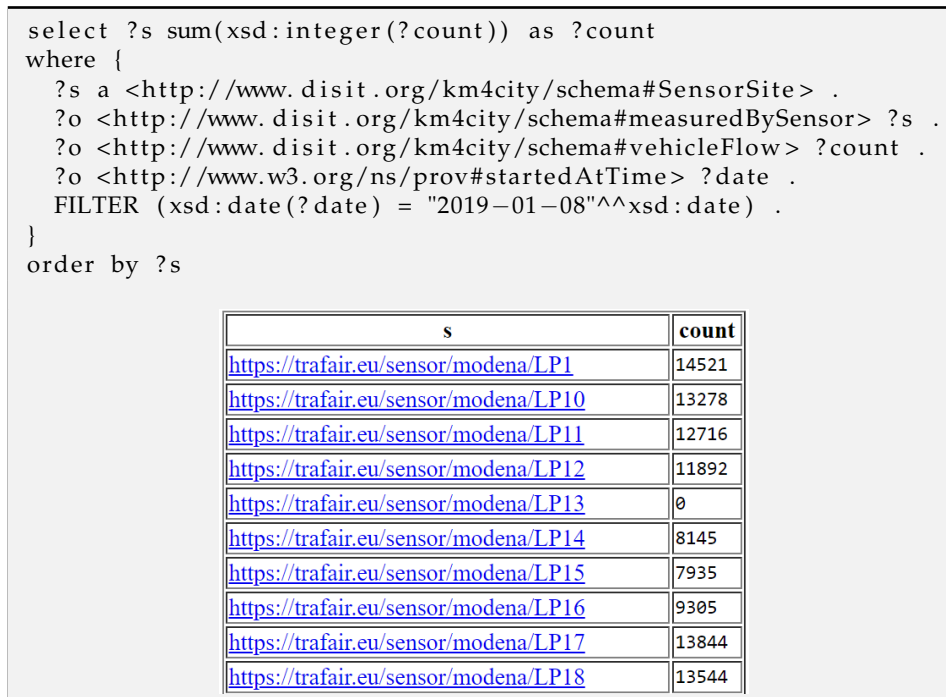 select ?s sum(xsd:integer(?count)) as ?count
where {
?s a <http://www.disit.org/km4city/schema#SensorSite> .
?o <http://www.disit.org/km4city/schema#measuredBySensor> ?s .
?o <http://www.disit.org/km4city/schema#vehicleFlow> ?count .
?o <http://www.w3.org/ns/prov#startedAtTime> ?date .
FILTER (xsd:date(?date) = "2019−01−08"^^xsd:date) .
}
order by ?s
s count
https://trafair.eu/sensor/modena/LP1 14521
https://trafair.eu/sensor/modena/LP10 13278
https://trafair.eu/sensor/modena/LP11 12716
https://trafair.eu/sensor/modena/LP12 11892
https://trafair.eu/sensor/modena/LP13 0
https://trafair.eu/sensor/modena/LP14 8145
https://trafair.eu/sensor/modena/LP15 7935
https://trafair.eu/sensor/modena/LP16 9305
https://trafair.eu/sensor/modena/LP17 13844
https://trafair.eu/sensor/modena/LP18 13544